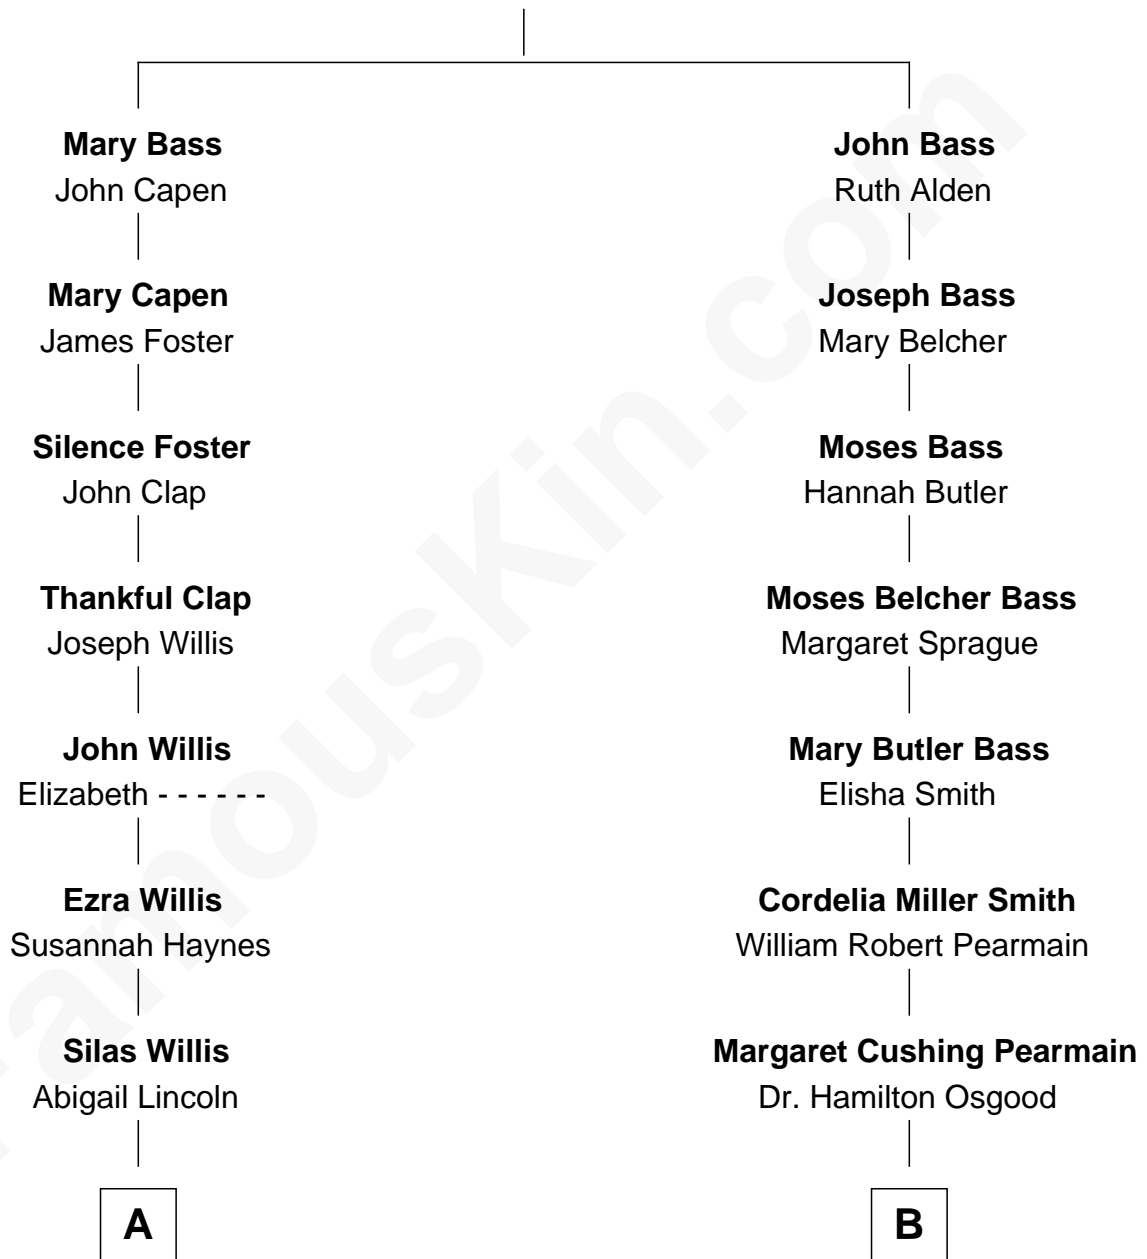 Mary Bass
John Capen
Mary Capen
James Foster
Silence Foster
John Clap
Thankful Clap
Joseph Willis
John Willis
Elizabeth - - - - - -
Ezra Willis
Susannah Haynes
Silas Willis
Abigail Lincoln
A
John Bass
Ruth Alden
Joseph Bass
Mary Belcher
Moses Bass
Hannah Butler
Moses Belcher Bass
Margaret Sprague
Mary Butler Bass
Elisha Smith
Cordelia Miller Smith
William Robert Pearmain
Margaret Cushing Pearmain
Dr. Hamilton Osgood
B
FamousKin.com